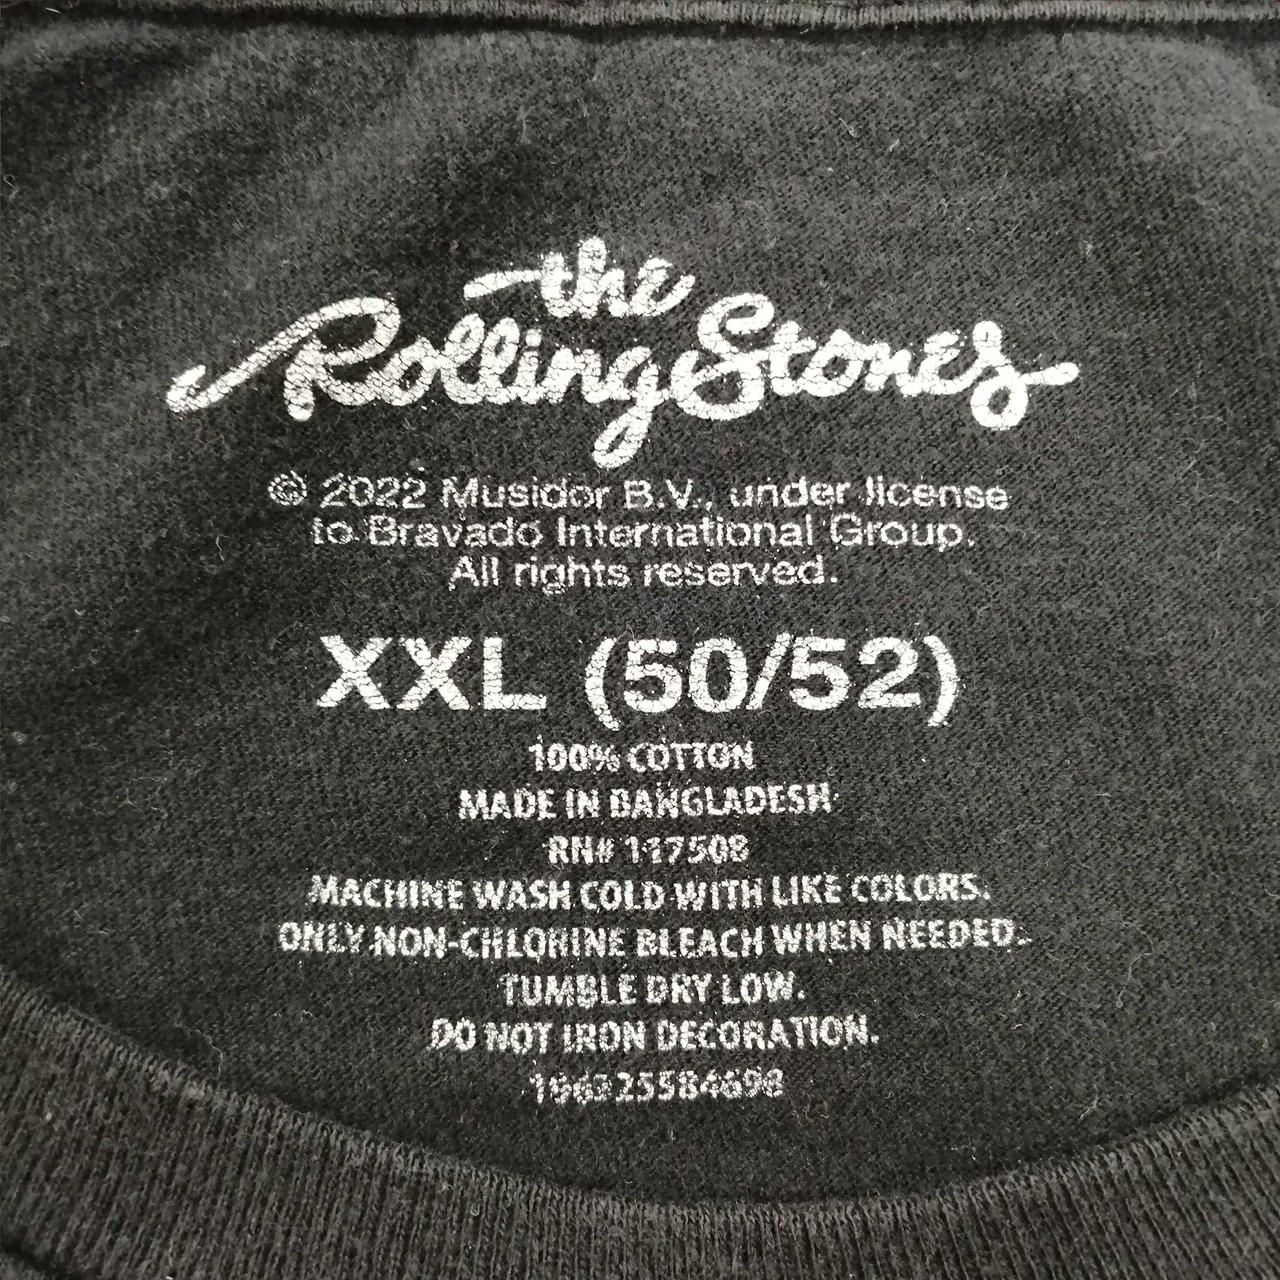 the
Rolling Stones
© 2022 Musidor B.V., under license
to Bravado International Group.
All rights reserved.
XXL (50/52)
100% COTTON
MADE IN BANGLADESH
RN# 117508
MACHINE WASH COLD WITH LIKE COLORS.
ONLY NON-CHLORINE BLEACH WHEN NEEDED.
TUMBLE DRY LOW.
DO NOT IRON DECORATION.